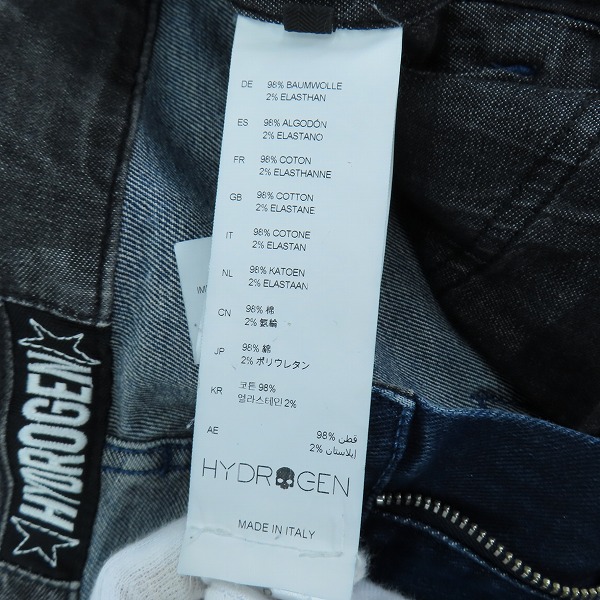 DE 98% BAUMWOLLE
2% ELASTHAN
ES 98% ALGODÓN
2% ELASTANO
FR 98% COTON
2% ELASTHANNE
GB 98% COTTON
2% ELASTANE
IT 98% COTONE
2% ELASTAN
NL 98% KATOEN
2% ELASTAAN
CN 98% 棉
2% 氨輪
JP 98% 綿
2% ポリウレタン
KR 코튼 98%
엘라스테인 2%
AE 98% قطن
2% إيلاستان
HYDROGEN
MADE IN ITALY
HYDROGEN